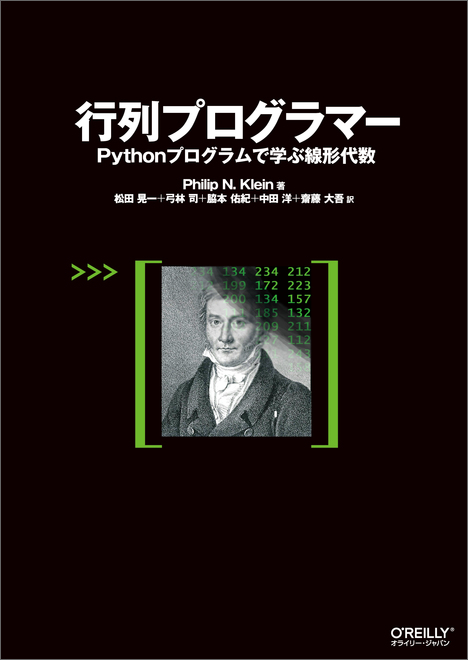 行列プログラマー
Pythonプログラムで学ぶ線形代数
Philip N. Klein 著
松田 晃一+弓林 司+脇本 佑紀+中田 洋+齋藤 大吾 訳
>>>
134 234 212
199 172 223
200 134 157
185 132
209 211
112
O'REILLY®
オライリー・ジャパン